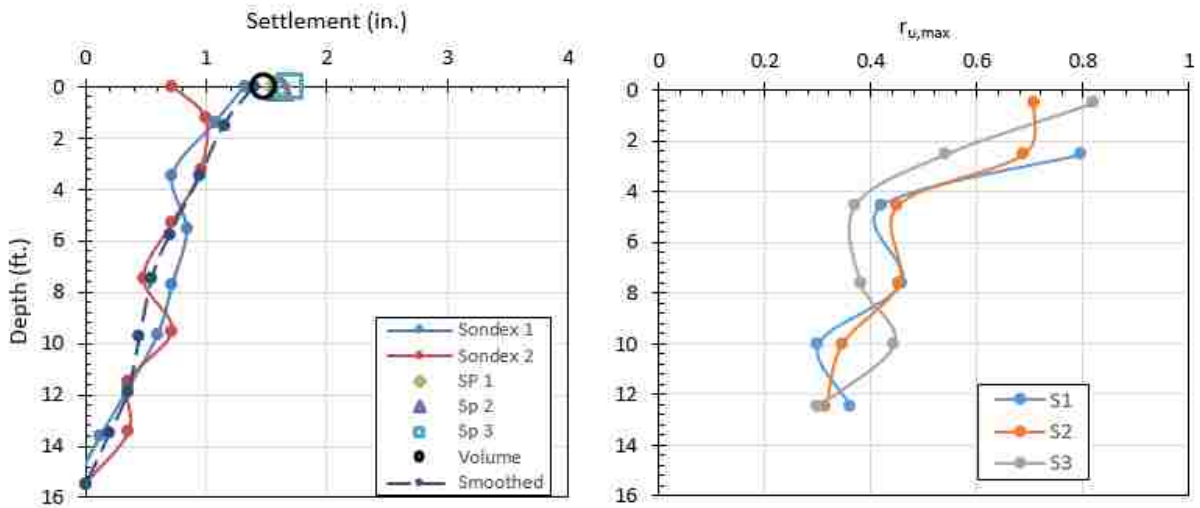 Settlement (in.)
0 1 2 3 4
0
2
4
6
8
10
12
14
16
Depth (ft.)
Sondex 1
Sondex 2
SP 1
Sp 2
Sp 3
Volume
Smoothed
r u,max
0 0.2 0.4 0.6 0.8 1
0
2
4
6
8
10
12
14
16
S1
S2
S3